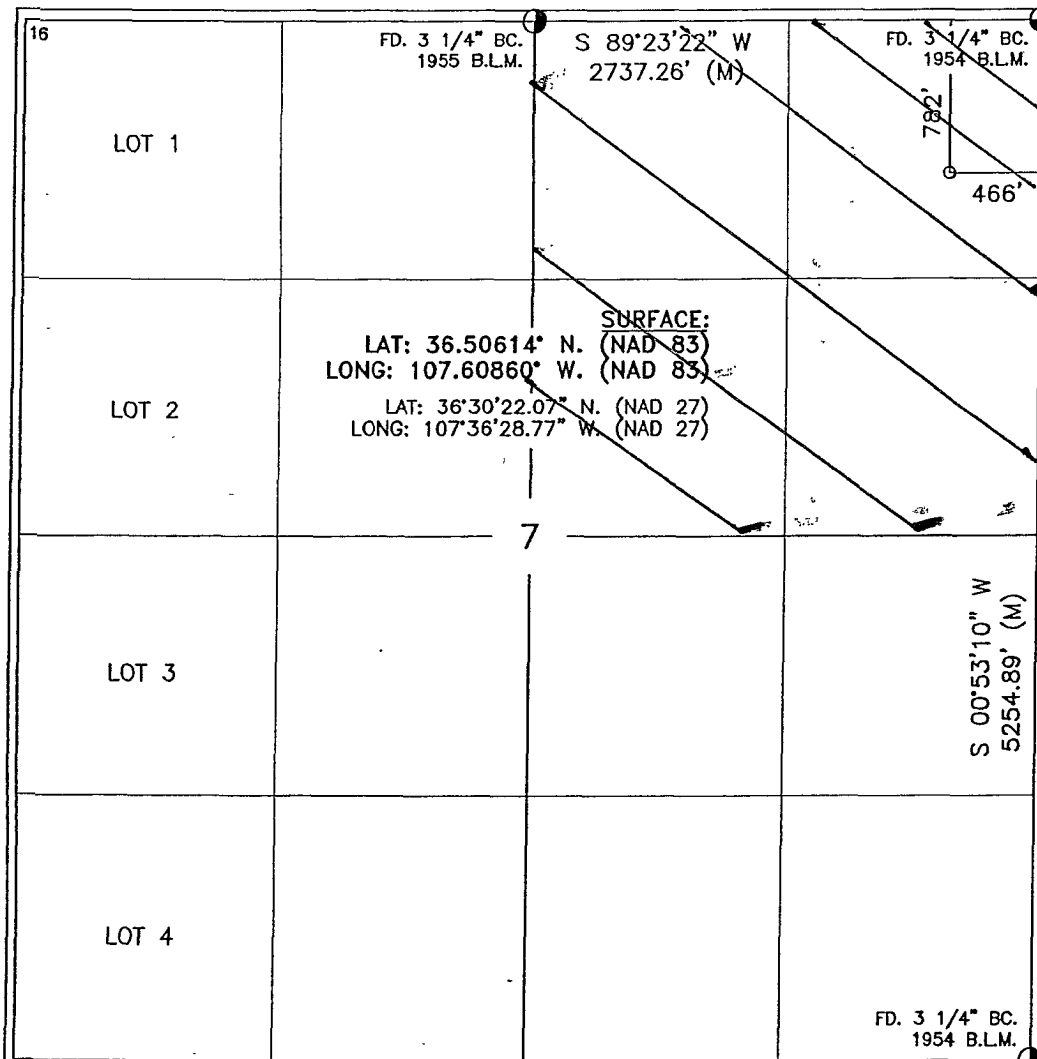 16
FD. 3 1/4" BC.
1955 B.L.M.
S 89°23'22" W
2737.26' (M)
FD. 3 1/4" BC.
1954 B.L.M.
782'
466'
LOT 1
SURFACE:
LAT: 36.50614° N. (NAD 83)
LONG: 107.60860° W. (NAD 83)
LAT: 36°30'22.07" N. (NAD 27)
LONG: 107°36'28.77" W. (NAD 27)
LOT 2
7
S 00°53'10" W
5254.89' (M)
LOT 3
LOT 4
FD. 3 1/4" BC.
1954 B.L.M.